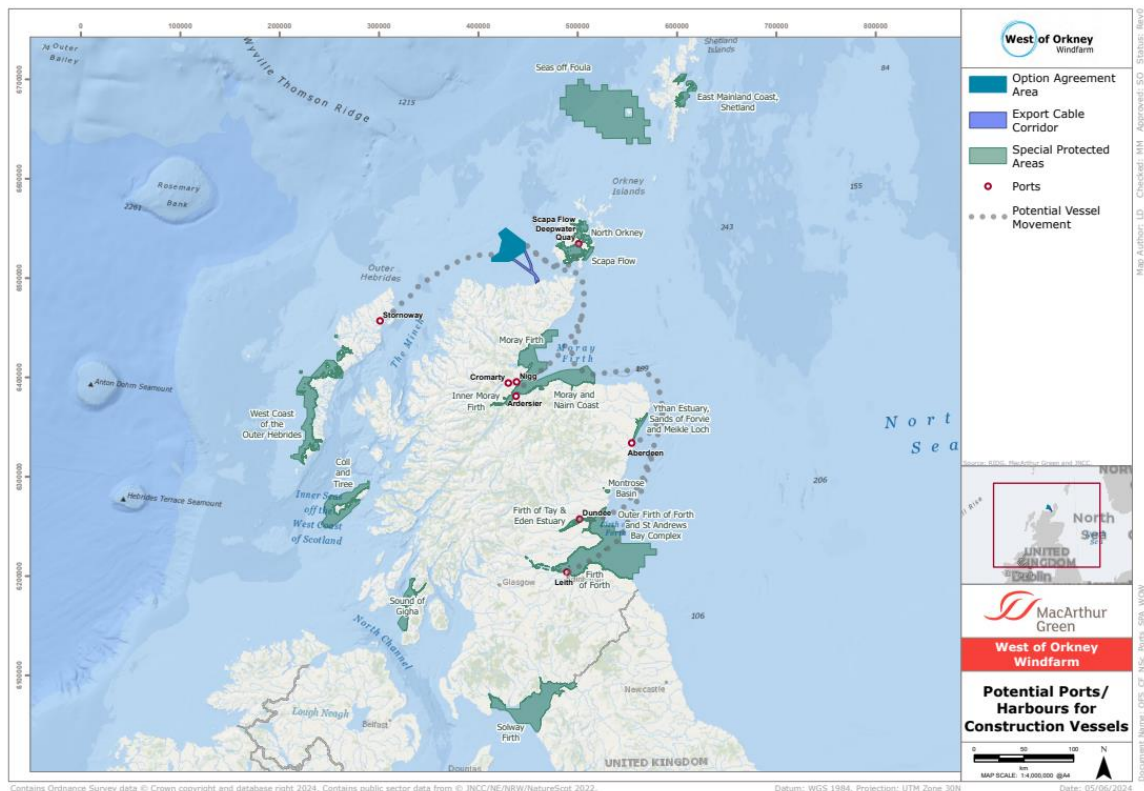 0
100000
200000
300000
400000
500000
600000
700000
800000
6700000
6600000
6500000
6400000
6300000
6200000
6100000
Outer
Bailey
Wyville Thomson Ridge
1215
Shetland
Islands
84
Seas off Foula
East Mainland Coast,
Shetland
Rosemary
Bank
2281
Orkney
Islands
155
343
Scapa Flow
Deepwater
Quay
North Orkney
Scapa Flow
Outer
Hebrides
Stornoway
The Minch
Moray Firth
Moray
Firth
Cromarty
Nigg
Inner Moray
Firth
Ardersier
Moray and
Nairn Coast
Anton Dohrn Seamount
West Coast
of the
Outer Hebrides
Ythan Estuary,
Sands of Forvie
and Meikle Loch
Aberdeen
North
Sea
Coll
and
Tiree
Hebrides Terrace Seamount
Inner Seas
off the
West Coast
of Scotland
Montrose
Basin
206
Firth of Tay &
Eden Estuary
Dundee
Outer Firth of Forth
and St Andrews
Bay Complex
Glasgow
Leith
Firth
of Forth
Sound of
Gigha
106
North Channel
Newcastle
Lough Neagh
Belfast
Solway
Firth
UNITED KINGDOM
West of Orkney
Windfarm
Option Agreement
Area
Export Cable
Corridor
Special Protected
Areas
Ports
Potential Vessel
Movement
Source: RIDG, MacArthur Green and JNCC
North
Sea
UNITED
KINGDOM
Dublin
MacArthur
Green
West of Orkney
Windfarm
Potential Ports/
Harbours for
Construction Vessels
0 50 100
km
N
MAP SCALE: 1:4,000,000 @A4
Map Author: LD Checked: MM Approved: SO Status: Rev0
Contains Ordnance Survey data © Crown copyright and database right 2024. Contains public sector data from © JNCC/NE/NRW/NatureScot 2022.
Datum: WGS 1984. Projection: UTM Zone 30N
Date: 05/06/2024